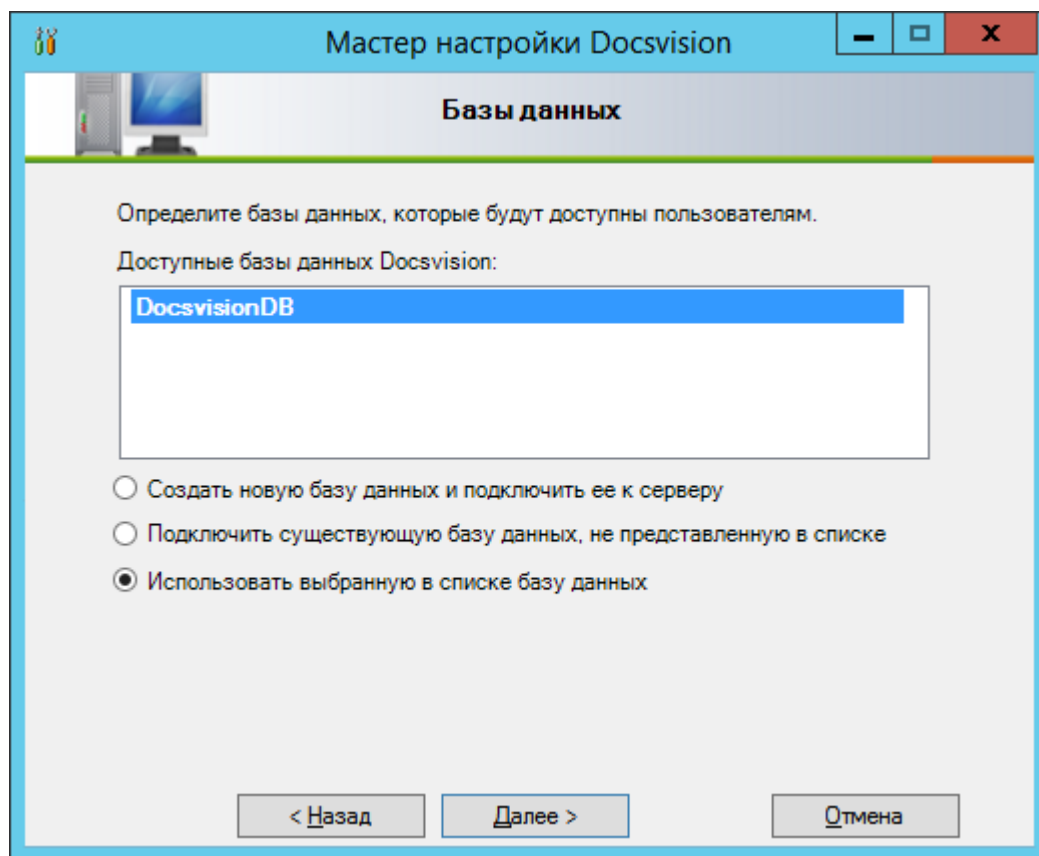 Мастер настройки Docsvision
Базы данных
Определите базы данных, которые будут доступны пользователям.
Доступные базы данных Docsvision:
DocsvisionDB
Создать новую базу данных и подключить ее к серверу
Подключить существующую базу данных, не представленную в списке
Использовать выбранную в списке базу данных
< Назад Далее > Отмена